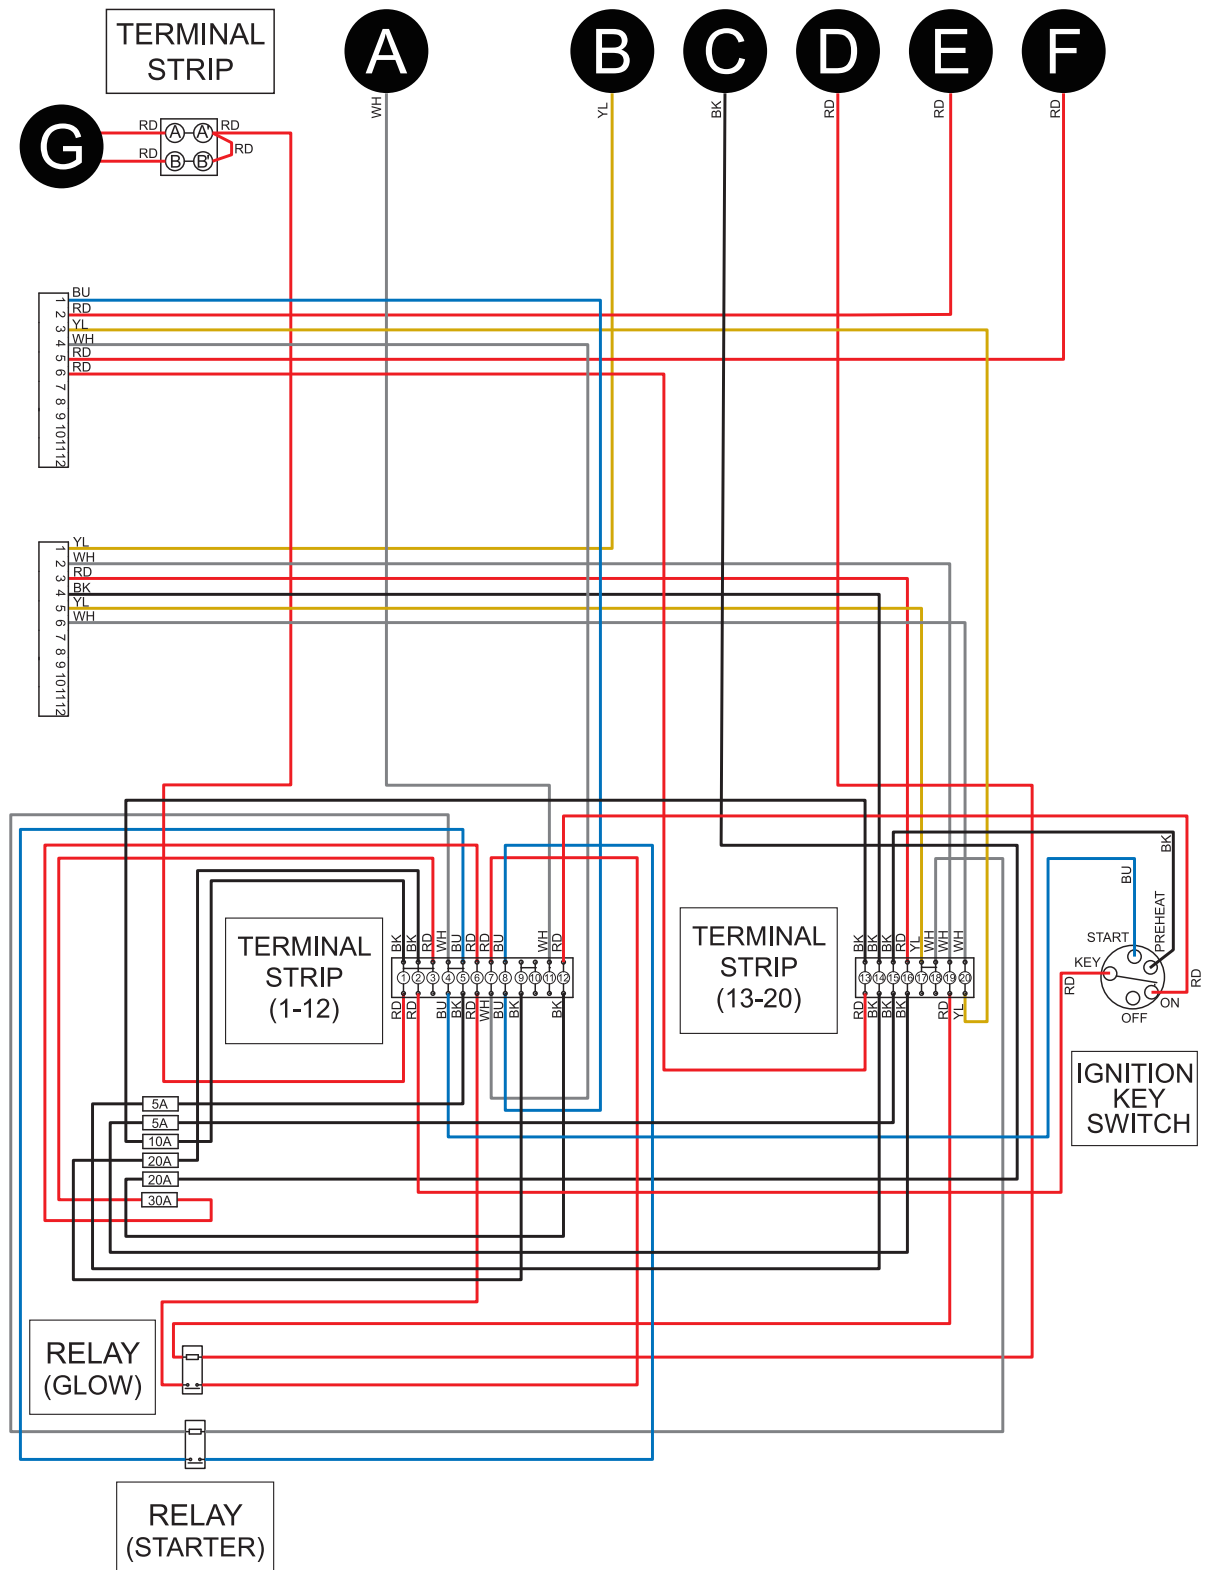 TERMINAL
STRIP
A
B
C
D
E
F
G
WH
YL
BK
RD
RD
RD
RD A A' RD
RD
RD B B'
1 BU
2 RD
3 YL
4 WH
5 RD
6 RD
7
8
9
10
11
12
1 YL
2 WH
3 RD
4 BK
5 YL
6 WH
7
8
9
10
11
12
TERMINAL
STRIP
(1-12)
BK BK RD WH BU RD RD BU WH RD
1 2 3 4 5 6 7 8 9 10 11 12
RD RD BU BK RD WH BU BK BK
TERMINAL
STRIP
(13-20)
BK BK BK RD YL WH WH WH
13 14 15 16 17 18 19 20
RD BK BK BK RD YL
BU
BK
START
PREHEAT
KEY
RD
RD
ON
OFF
IGNITION
KEY
SWITCH
5A
5A
10A
20A
20A
30A
RELAY
(GLOW)
RELAY
(STARTER)